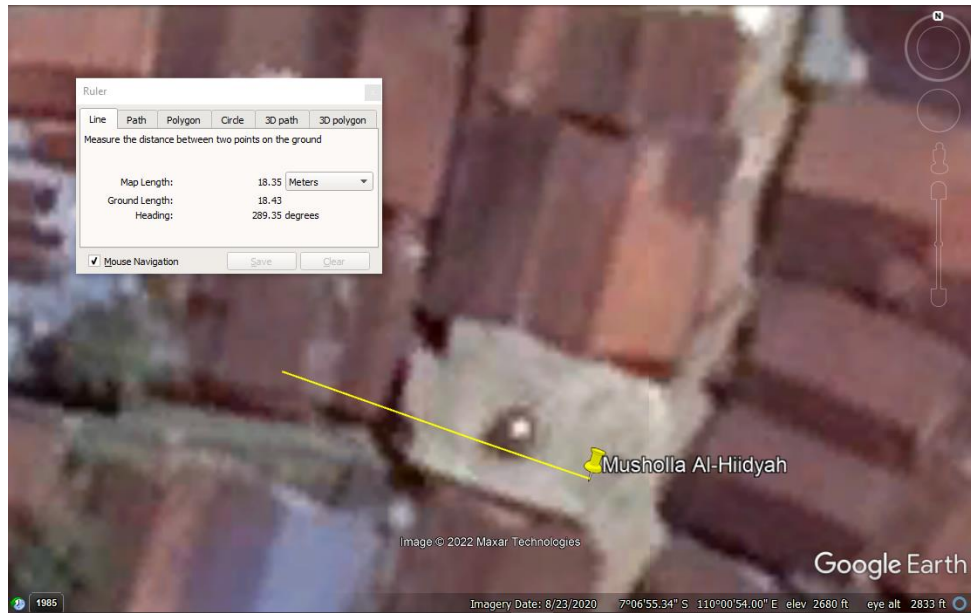 N
Ruler
Line Path Polygon Circle 3D path 3D polygon
Measure the distance between two points on the ground
Map Length: 18.35 Meters
Ground Length: 18.43
Heading: 289.35 degrees
Mouse Navigation Save Clear
Musholla Al-Hiidyah
Image © 2022 Maxar Technologies
Google Earth
1985
Imagery Date: 8/23/2020 7°06'55.34" S 110°00'54.00" E elev 2680 ft eye alt 2833 ft